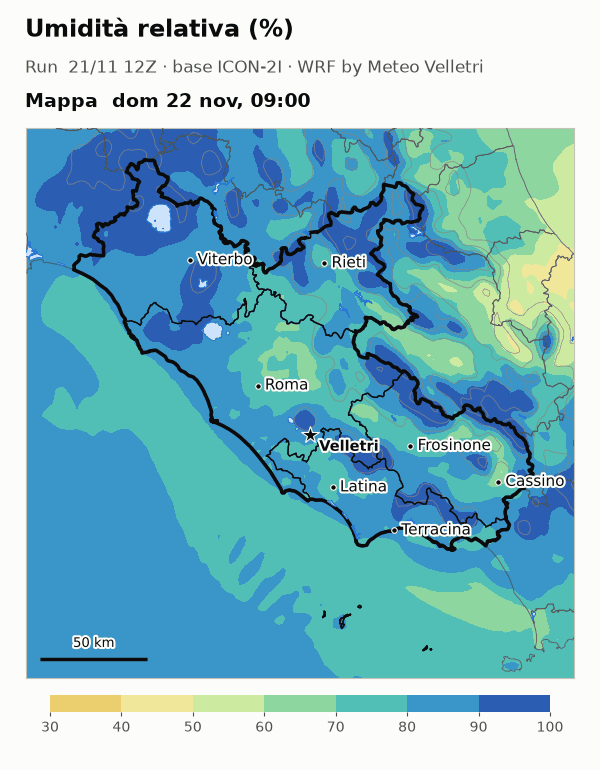 Umidità relativa (%)
Run 21/11 12Z · base ICON-2I · WRF by Meteo Velletri
Mappa dom 22 nov, 09:00
Viterbo
Rieti
Roma
Velletri
Frosinone
Latina
Cassino
Terracina
50 km
30 40 50 60 70 80 90 100